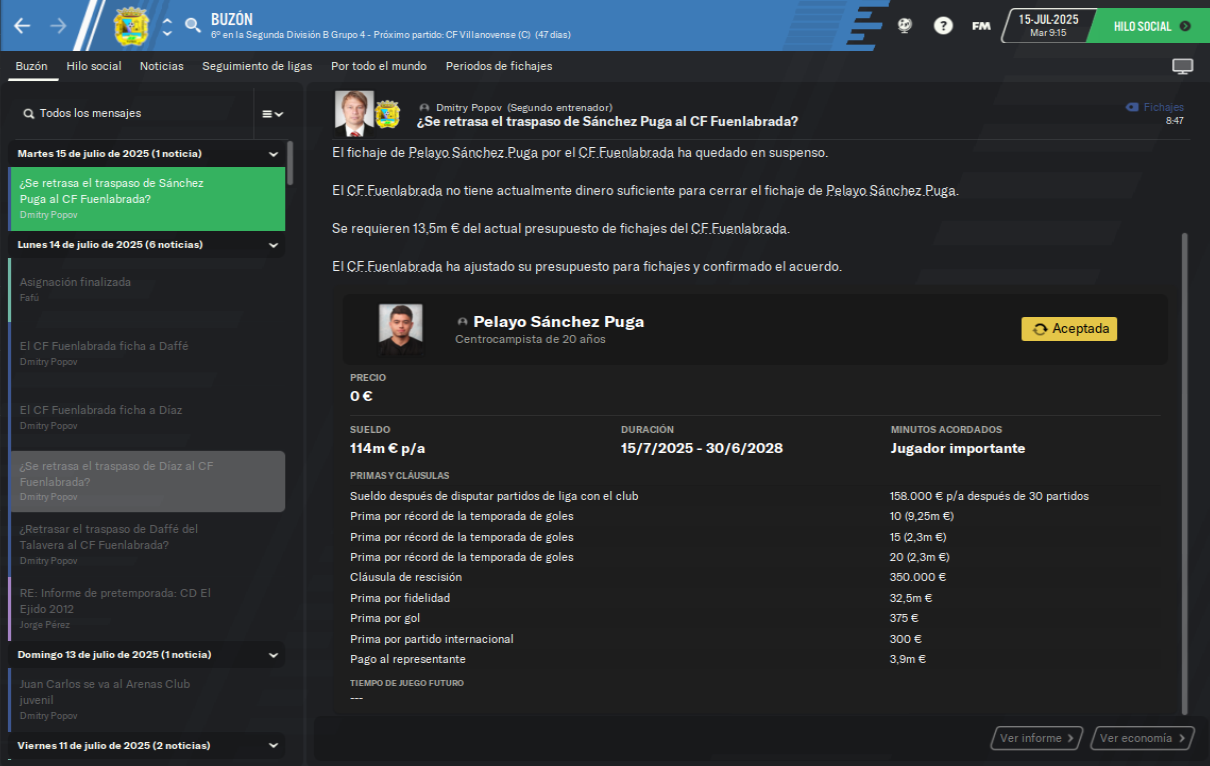 BUZÓN
6º en la Segunda División B Grupo 4 - Próximo partido: CF Villanovense (C) (47 días)
?
FM
15-JUL-2025
Mar 9:15
HILO SOCIAL
Buzón
Hilo social
Noticias
Seguimiento de ligas
Por todo el mundo
Periodos de fichajes
Todos los mensajes
Martes 15 de julio de 2025 (1 noticia)
¿Se retrasa el traspaso de Sánchez
Puga al CF Fuenlabrada?
Dmitry Popov
Lunes 14 de julio de 2025 (6 noticias)
Asignación finalizada
Fafú
El CF Fuenlabrada ficha a Daffé
Dmitry Popov
El CF Fuenlabrada ficha a Díaz
Dmitry Popov
¿Se retrasa el traspaso de Díaz al CF
Fuenlabrada?
Dmitry Popov
¿Retrasar el traspaso de Daffé del
Talavera al CF Fuenlabrada?
Dmitry Popov
RE: Informe de pretemporada: CD El
Ejido 2012
Jorge Pérez
Domingo 13 de julio de 2025 (1 noticia)
Juan Carlos se va al Arenas Club
juvenil
Dmitry Popov
Viernes 11 de julio de 2025 (2 noticias)
Dmitry Popov (Segundo entrenador)
¿Se retrasa el traspaso de Sánchez Puga al CF Fuenlabrada?
Fichajes
8:47
El fichaje de Pelayo Sánchez Puga por el CF Fuenlabrada ha quedado en suspenso.
El CF Fuenlabrada no tiene actualmente dinero suficiente para cerrar el fichaje de Pelayo Sánchez Puga.
Se requieren 13,5m € del actual presupuesto de fichajes del CF Fuenlabrada.
El CF Fuenlabrada ha ajustado su presupuesto para fichajes y confirmado el acuerdo.
Pelayo Sánchez Puga
Centrocampista de 20 años
Aceptada
PRECIO
0 €
SUELDO
114m € p/a
DURACIÓN
15/7/2025 - 30/6/2028
MINUTOS ACORDADOS
Jugador importante
PRIMAS Y CLÁUSULAS
Sueldo después de disputar partidos de liga con el club
158.000 € p/a después de 30 partidos
Prima por récord de la temporada de goles
10 (9,25m €)
Prima por récord de la temporada de goles
15 (2,3m €)
Prima por récord de la temporada de goles
20 (2,3m €)
Cláusula de rescisión
350.000 €
Prima por fidelidad
32,5m €
Prima por gol
375 €
Prima por partido internacional
300 €
Pago al representante
3,9m €
TIEMPO DE JUEGO FUTURO
---
Ver informe
Ver economía